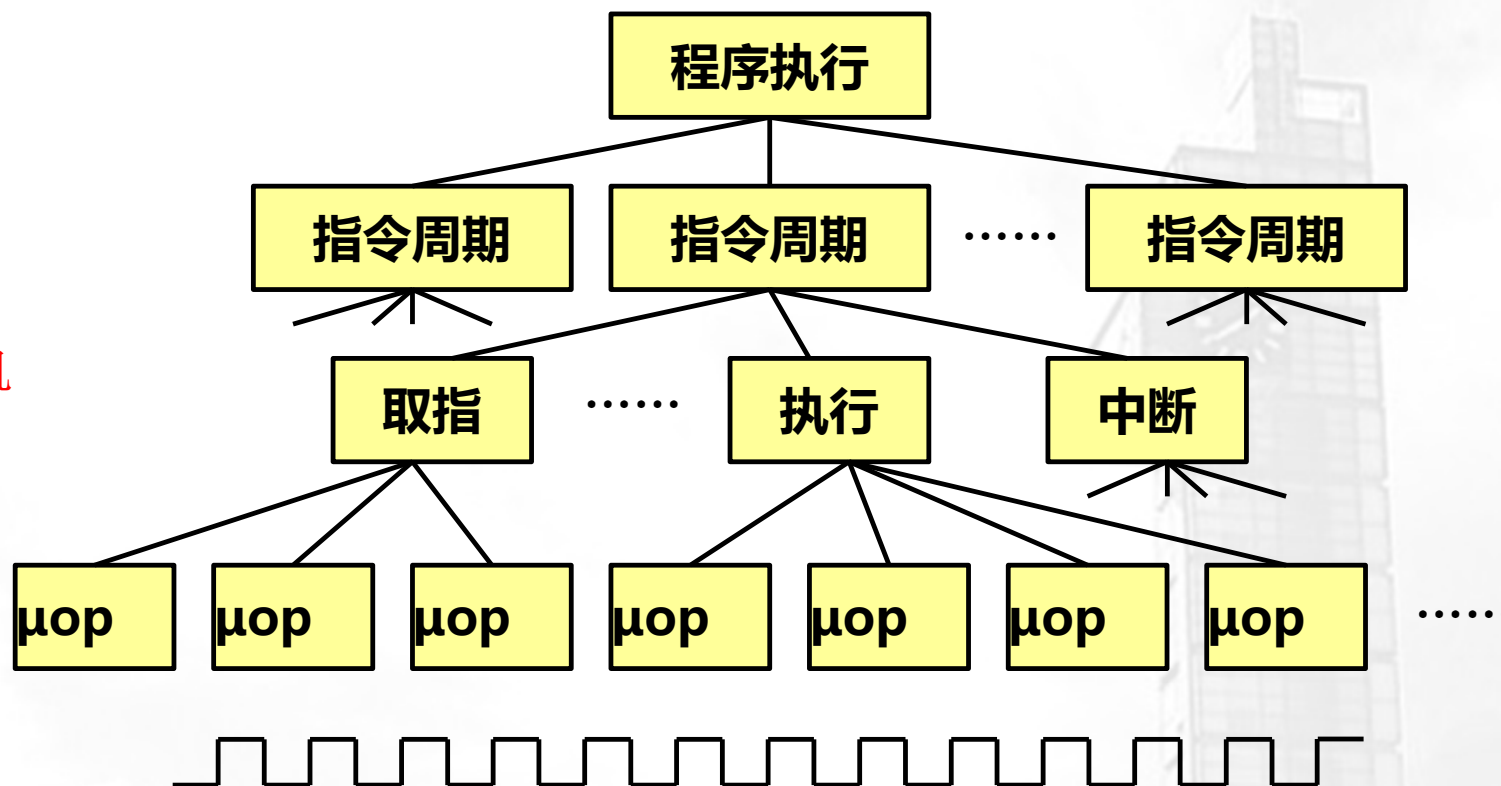 程序执行
指令周期 指令周期 …… 指令周期
取指 …… 执行 中断
μop μop μop μop μop μop μop ……